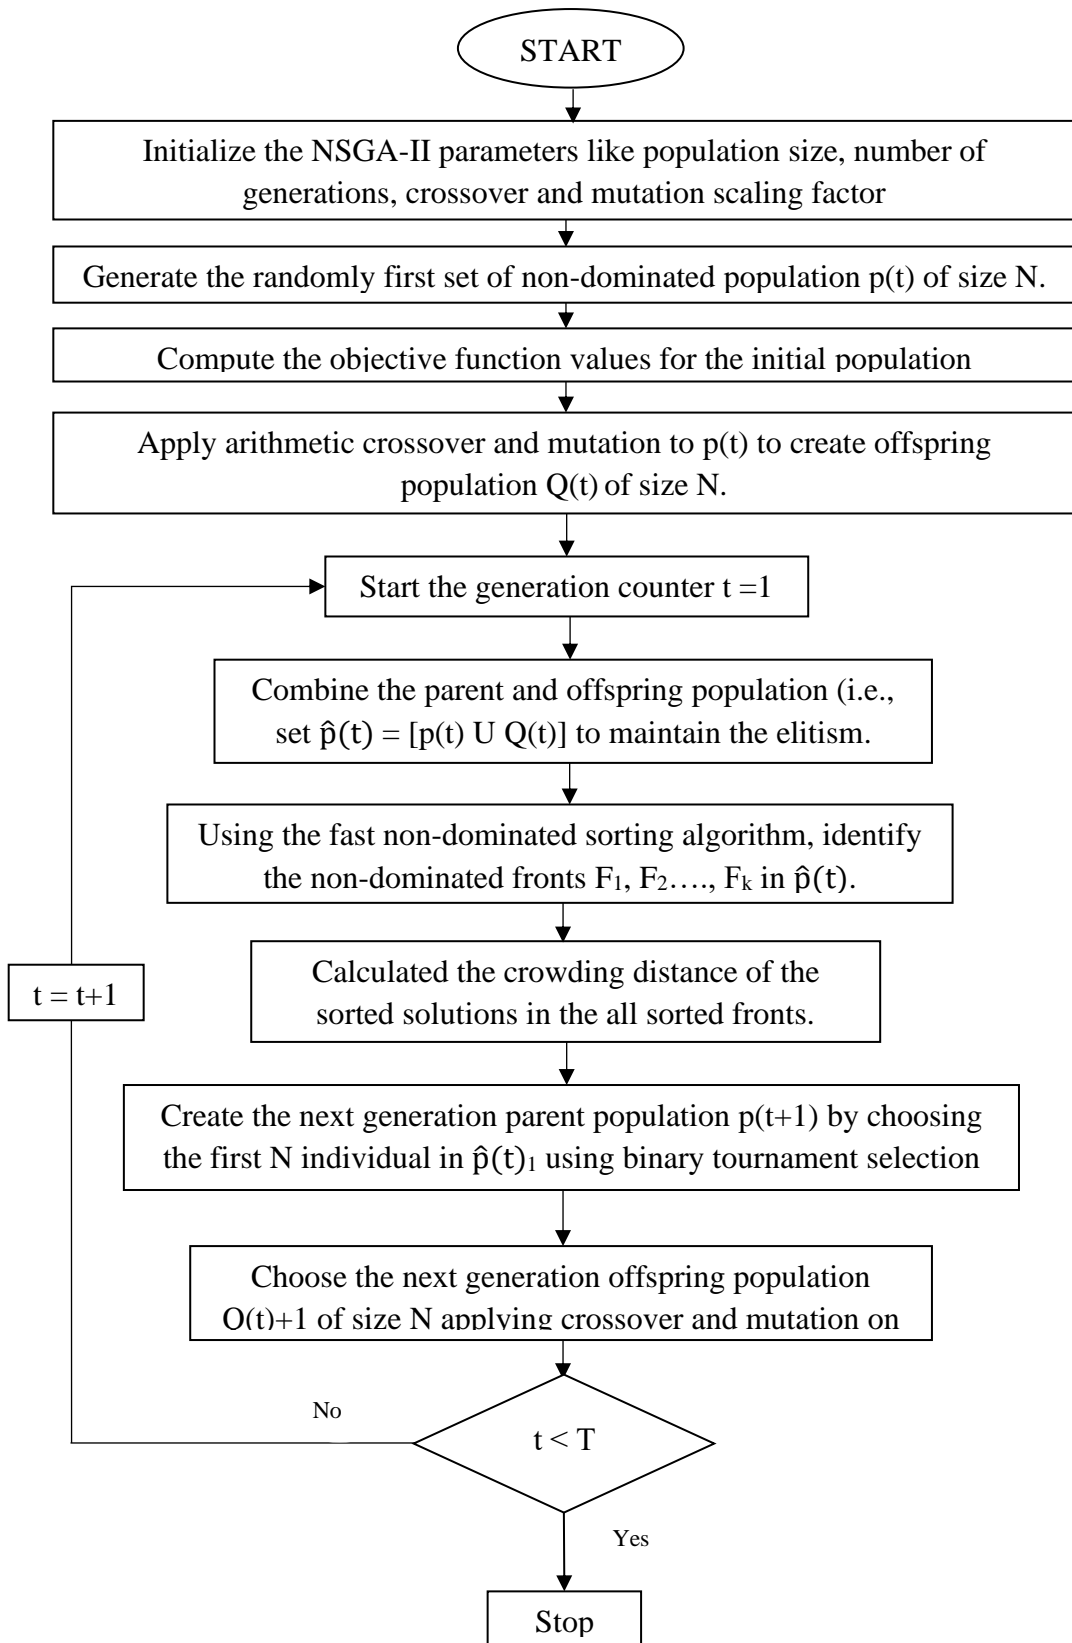 START
Initialize the NSGA-II parameters like population size, number of
generations, crossover and mutation scaling factor
Generate the randomly first set of non-dominated population p(t) of size N.
Compute the objective function values for the initial population
Apply arithmetic crossover and mutation to p(t) to create offspring
population Q(t) of size N.
Start the generation counter t =1
Combine the parent and offspring population (i.e.,
set p̂(t) = [p(t) U Q(t)] to maintain the elitism.
Using the fast non-dominated sorting algorithm, identify
the non-dominated fronts F₁, F₂…., Fₖ in p̂(t).
Calculated the crowding distance of the
sorted solutions in the all sorted fronts.
t = t+1
Create the next generation parent population p(t+1) by choosing
the first N individual in p̂(t)₁ using binary tournament selection
Choose the next generation offspring population
Q(t)+1 of size N applying crossover and mutation on
No
t < T
Yes
Stop